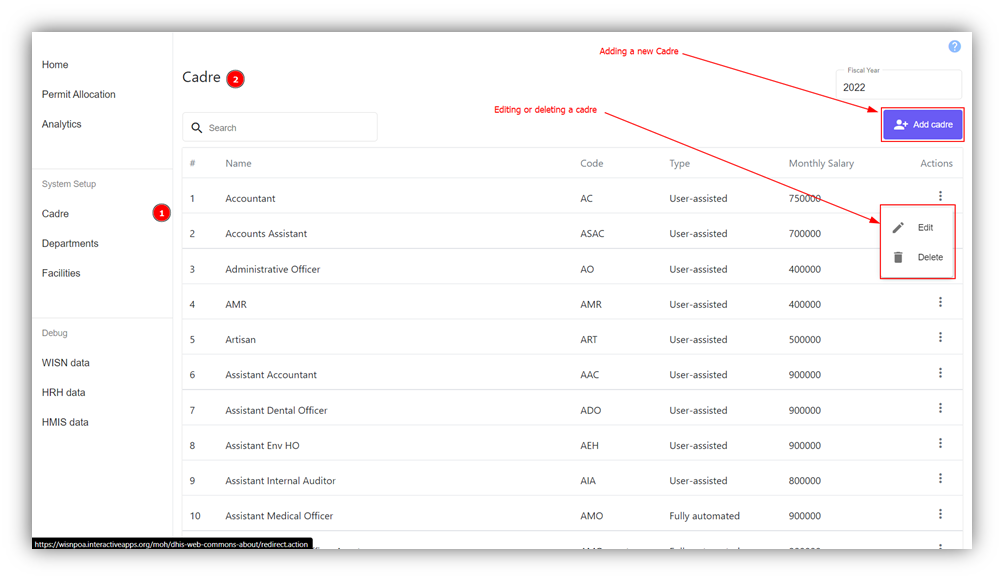 Adding a new Cadre
?
Home
Cadre 2
Fiscal Year
2022
Permit Allocation
Editing or deleting a cadre
Analytics
Search
Add cadre
# Name Code Type Monthly Salary Actions
System Setup
1 Accountant AC User-assisted 750000
Cadre 1
Edit
2 Accounts Assistant ASAC User-assisted 700000
Departments
Delete
3 Administrative Officer AO User-assisted 400000
Facilities
4 AMR AMR User-assisted 400000
Debug
5 Artisan ART User-assisted 500000
WISN data
6 Assistant Accountant AAC User-assisted 900000
HRH data
7 Assistant Dental Officer ADO User-assisted 900000
HMIS data
8 Assistant Env HO AEH User-assisted 900000
9 Assistant Internal Auditor AIA User-assisted 800000
10 Assistant Medical Officer AMO Fully automated 900000
https://wisnpoa.interactiveapps.org/moh/dhis-web-commons-about/redirect.action